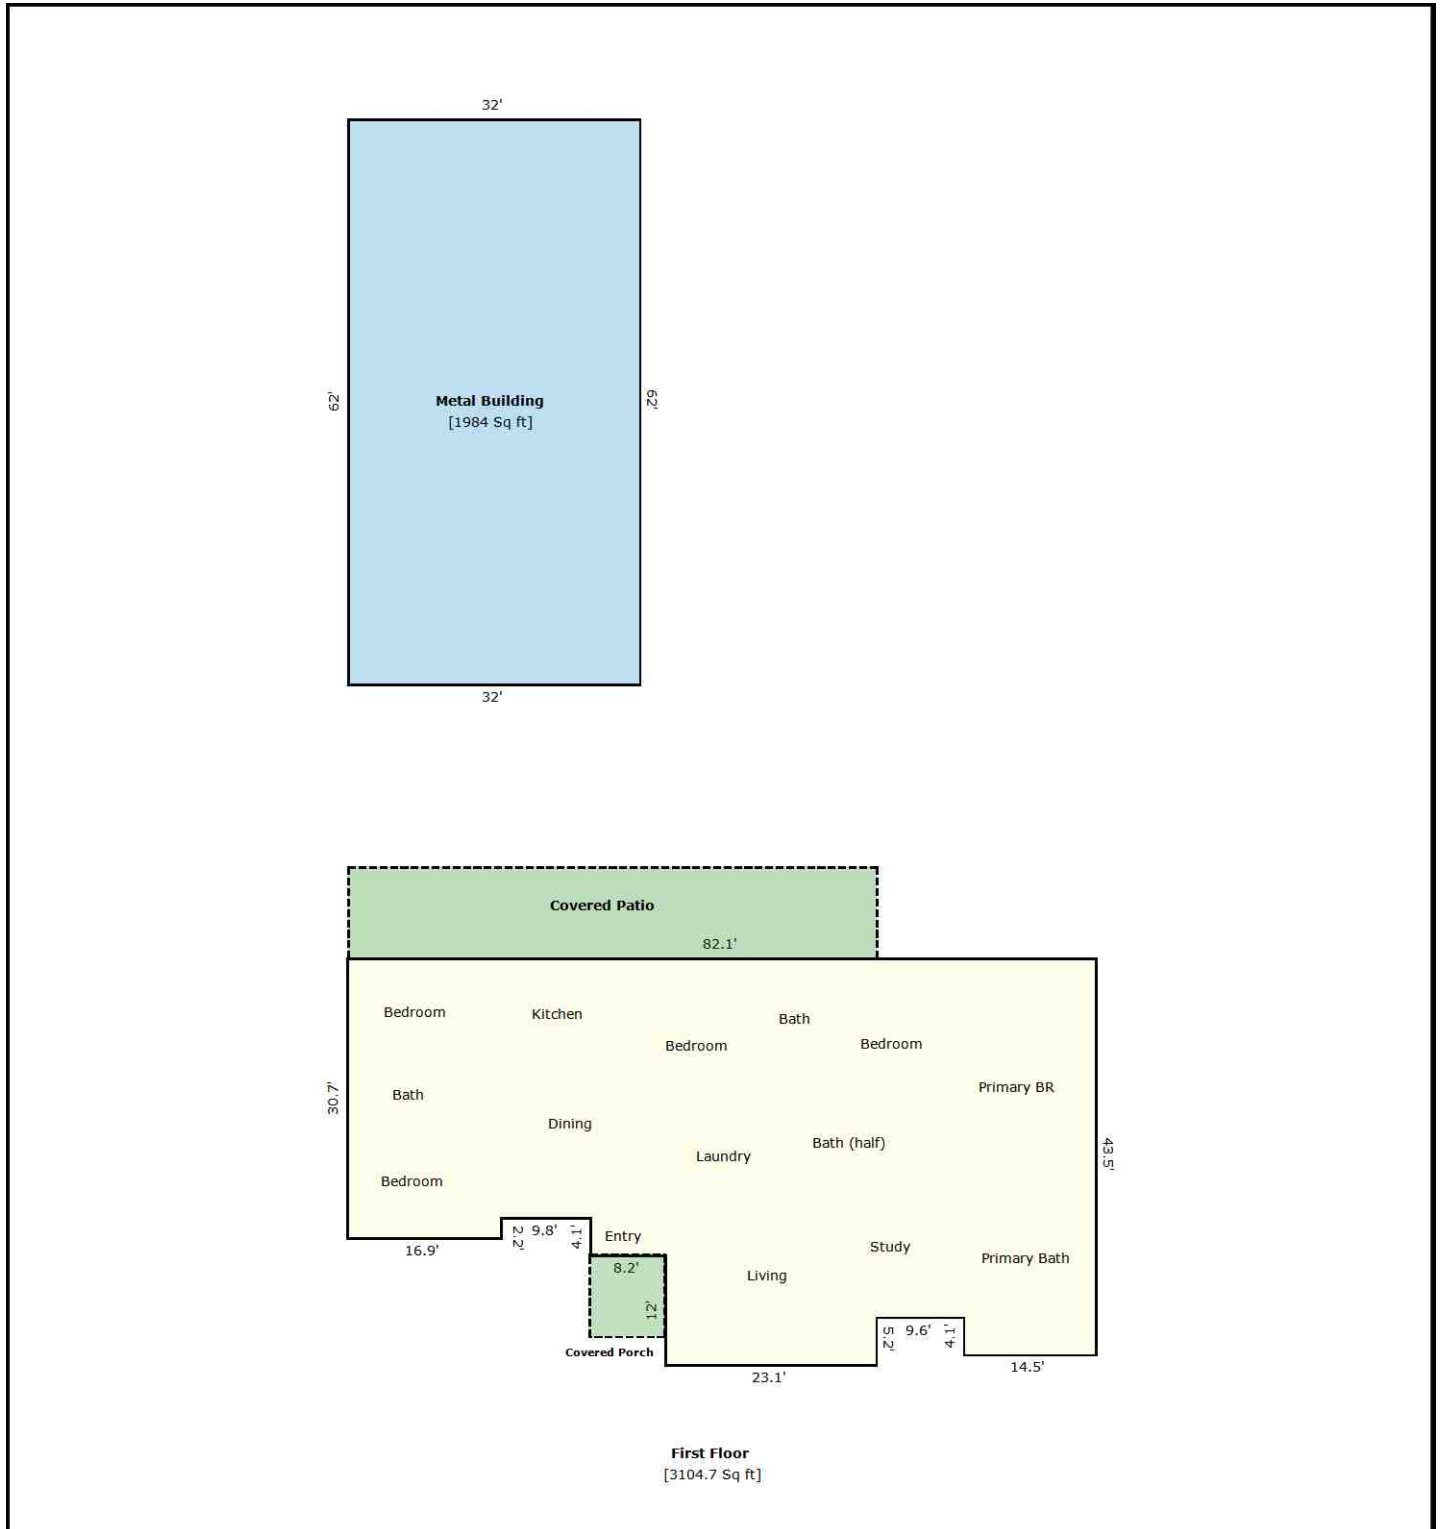 32'
62'
62'
Metal Building
[1984 Sq ft]
32'
Covered Patio
82.1'
Bedroom
Kitchen
Bath
Bedroom
Bedroom
Primary BR
30.7'
Bath
Dining
Bath (half)
Laundry
43.5'
Bedroom
2.2'
9.8'
4.1'
Entry
Study
16.9'
Primary Bath
8.2'
Living
12'
5.2'
9.6'
4.1'
Covered Porch
14.5'
23.1'
First Floor
[3104.7 Sq ft]